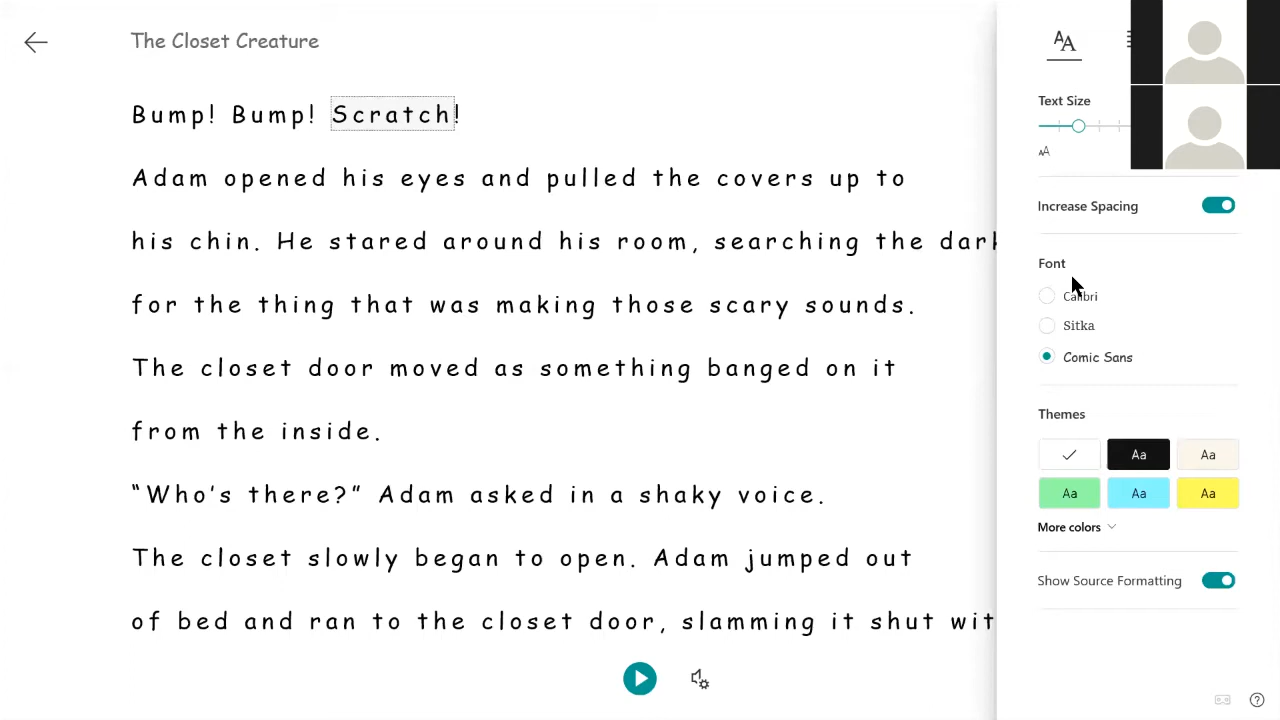 The Closet Creature
Bump! Bump! Scratch!
Adam opened his eyes and pulled the covers up to
his chin. He stared around his room, searching the dark
for the thing that was making those scary sounds.
The closet door moved as something banged on it
from the inside.
“Who's there?” Adam asked in a shaky voice.
The closet slowly began to open. Adam jumped out
of bed and ran to the closet door, slamming it shut wit
AA
Text Size
AA
Increase Spacing
Font
Calibri
Sitka
Comic Sans
Themes
Aa Aa
Aa Aa Aa
More colors
Show Source Formatting